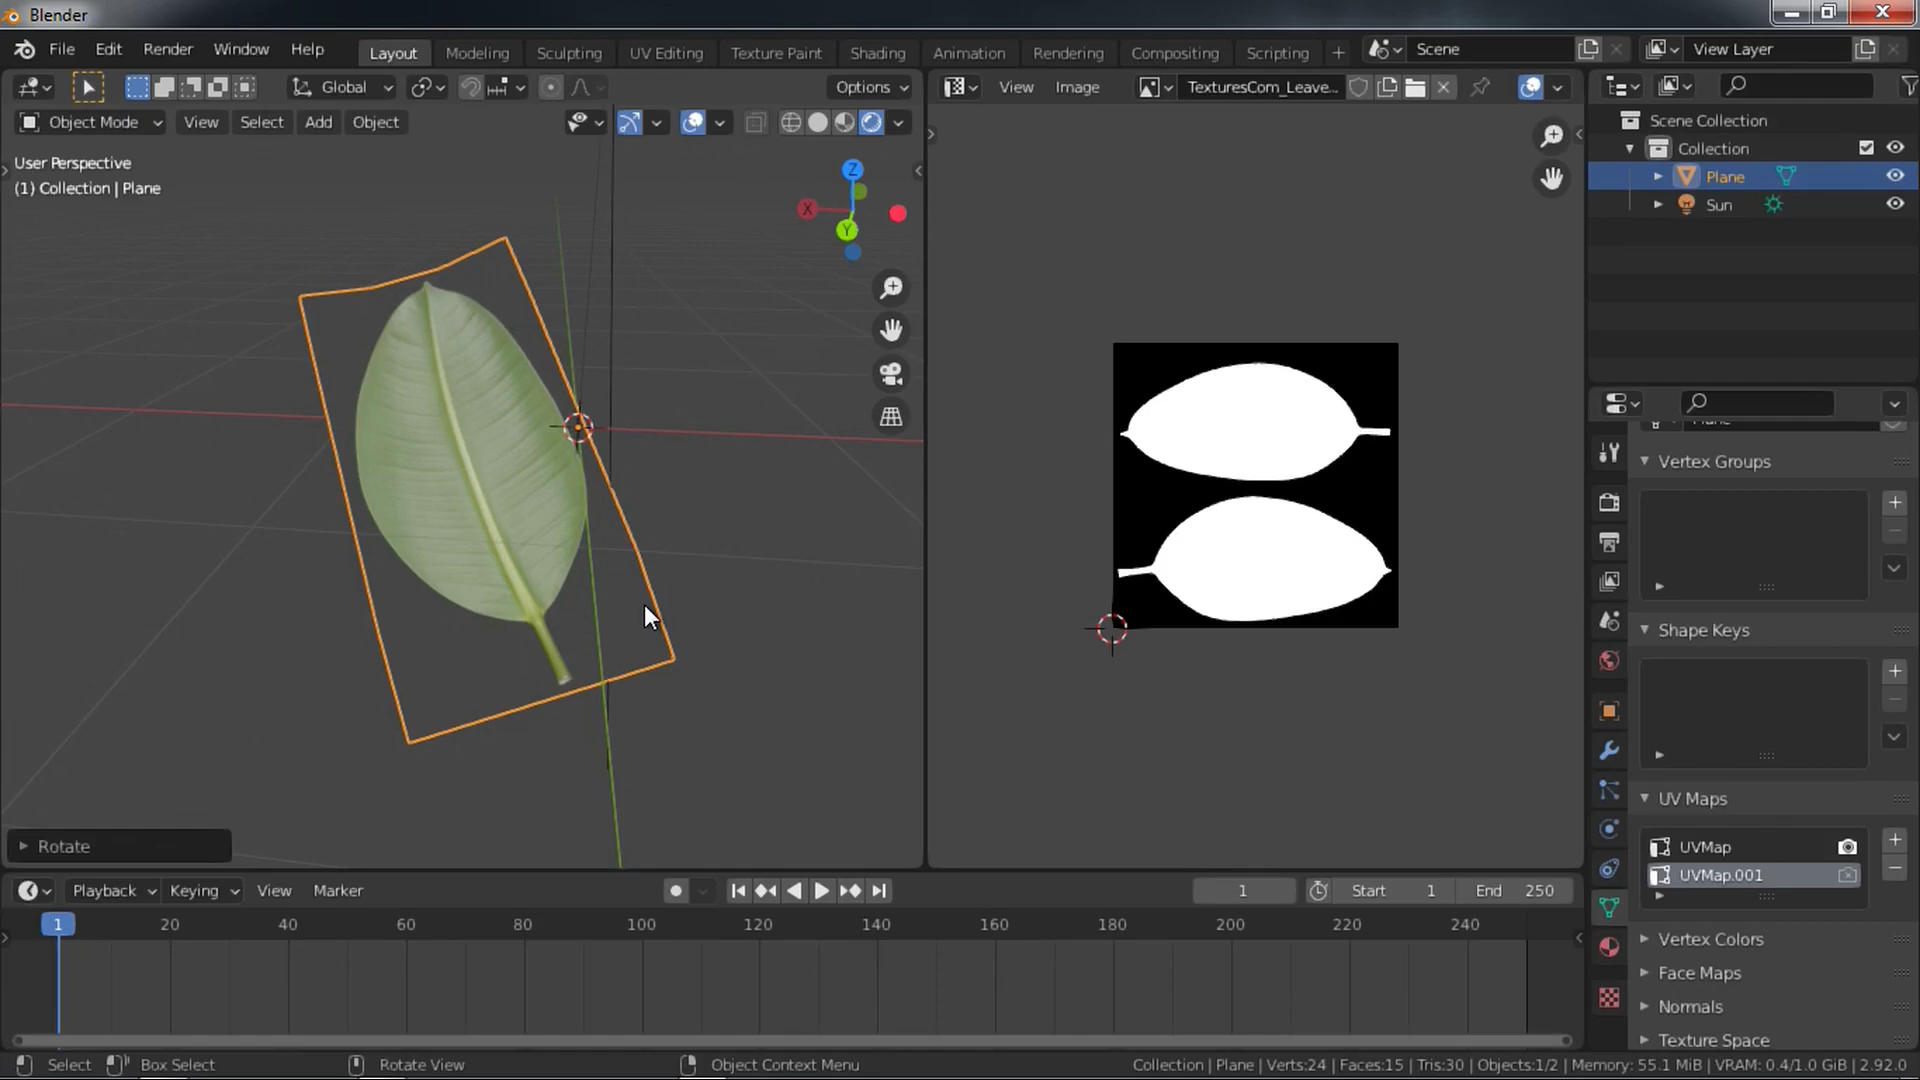 Blender
File Edit Render Window Help
Layout Modeling Sculpting UV Editing Texture Paint Shading Animation Rendering Compositing Scripting +
Scene
View Layer
Global
Options
View Image
TexturesCom_Leave...
Object Mode View Select Add Object
User Perspective
(1) Collection | Plane
Z
X
Y
Scene Collection
Collection
Plane
Sun
Vertex Groups
Shape Keys
UV Maps
UVMap
UVMap.001
Vertex Colors
Face Maps
Normals
Texture Space
Rotate
Playback Keying View Marker
1
Start 1
End 250
1 20 40 60 80 100 120 140 160 180 200 220 240
Select Box Select Rotate View Object Context Menu
Collection | Plane | Verts:24 | Faces:15 | Tris:30 | Objects:1/2 | Memory: 55.1 MiB | VRAM: 0.4/1.0 GiB | 2.92.0